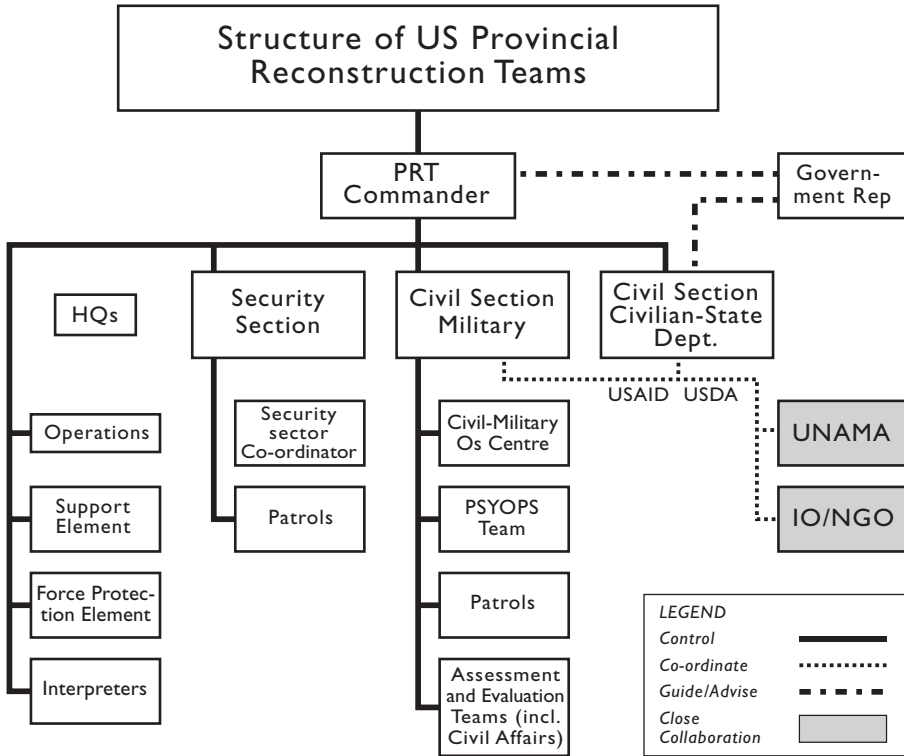 Structure of US Provincial
Reconstruction Teams
PRT
Commander
Govern-
ment Rep
HQs
Security
Section
Civil Section
Military
Civil Section
Civilian-State
Dept.
USAID USDA
Operations
Security
sector
Co-ordinator
Civil-Military
Os Centre
UNAMA
Support
Element
Patrols
PSYOPS
Team
IO/NGO
Force Protec-
tion Element
Patrols
Interpreters
Assessment
and Evaluation
Teams (incl.
Civil Affairs)
LEGEND
Control
Co-ordinate
Guide/Advise
Close
Collaboration